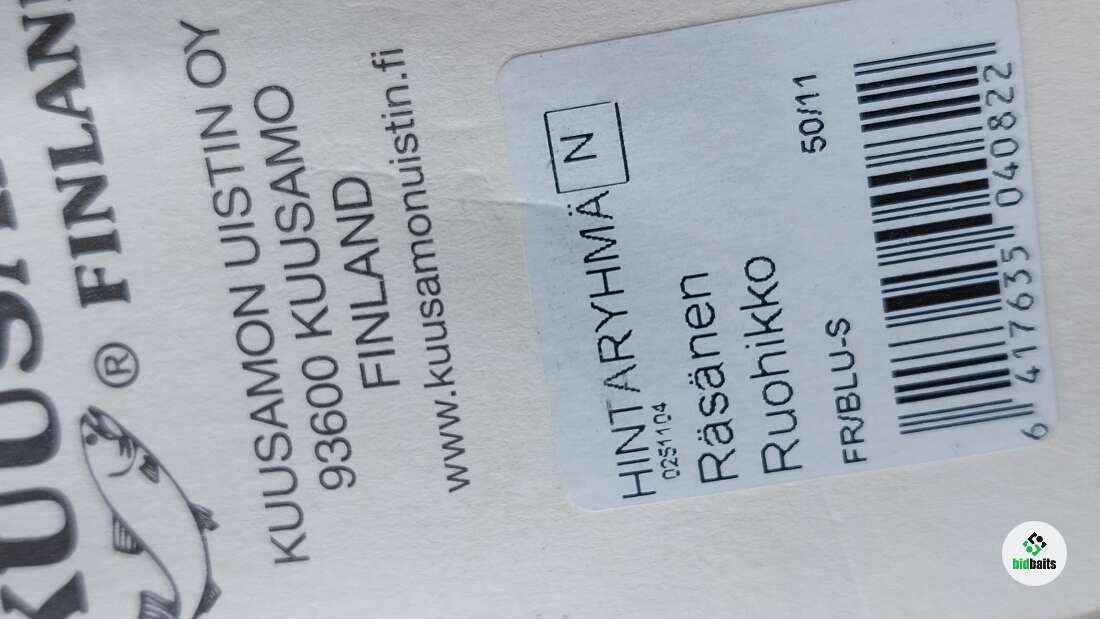 FINLAND
®
KUUSAMON UISTIN OY
93600 KUUSAMO
FINLAND
www.kuusamonuistin.fi
HINTARYHMÄ N
0251104
Räsänen
Ruohikko
50/11
FR/BLU-S
6 417635 040822
bidbaits